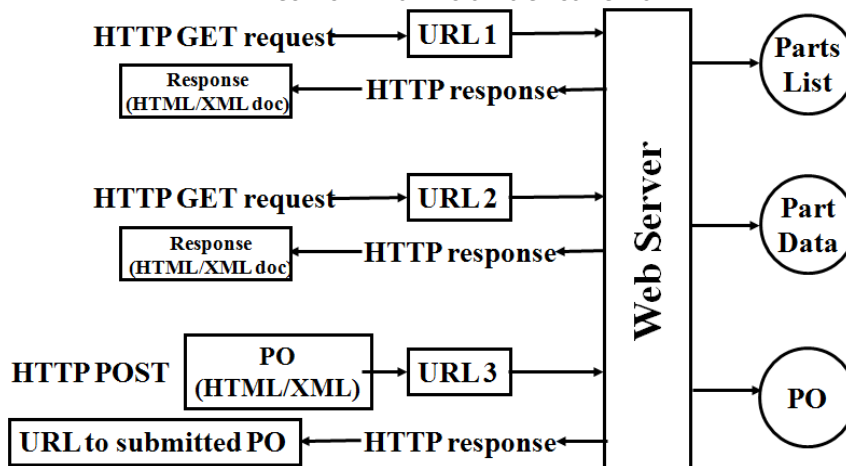 HTTP GET request
URL 1
Parts
List
Response
(HTML/XML doc)
HTTP response
HTTP GET request
URL 2
Part
Data
Response
(HTML/XML doc)
HTTP response
Web Server
HTTP POST
PO
(HTML/XML)
URL 3
PO
URL to submitted PO
HTTP response